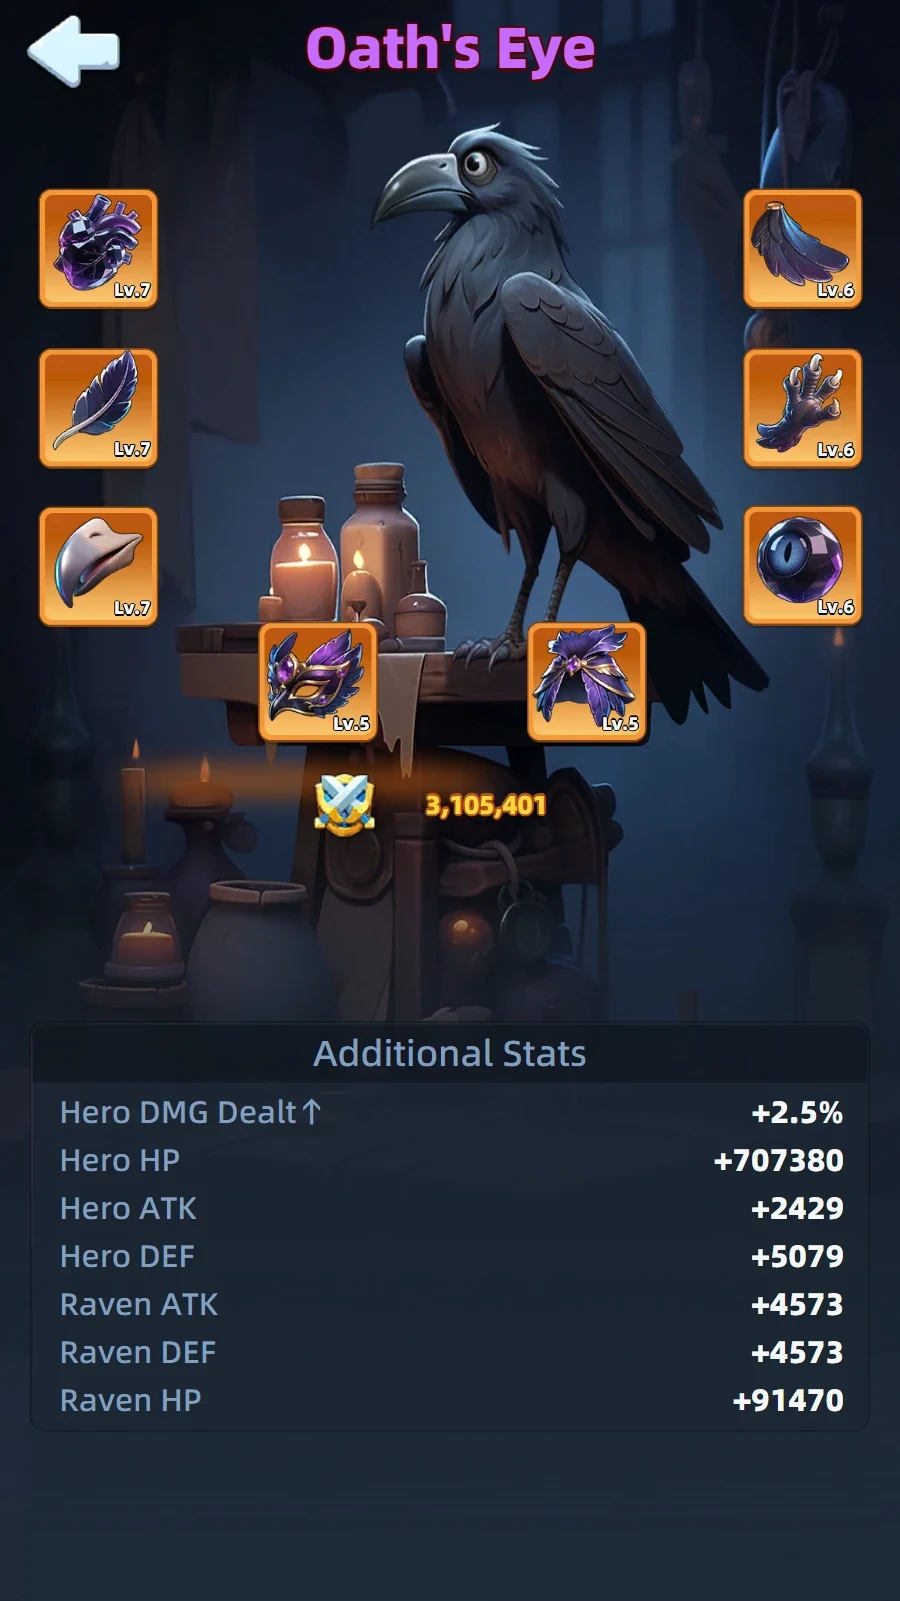 Oath's Eye
Lv.7
Lv.6
Lv.7
Lv.6
Lv.7
Lv.6
Lv.5
Lv.5
3,105,401
Additional Stats
Hero DMG Dealt↑ +2.5%
Hero HP +707380
Hero ATK +2429
Hero DEF +5079
Raven ATK +4573
Raven DEF +4573
Raven HP +91470